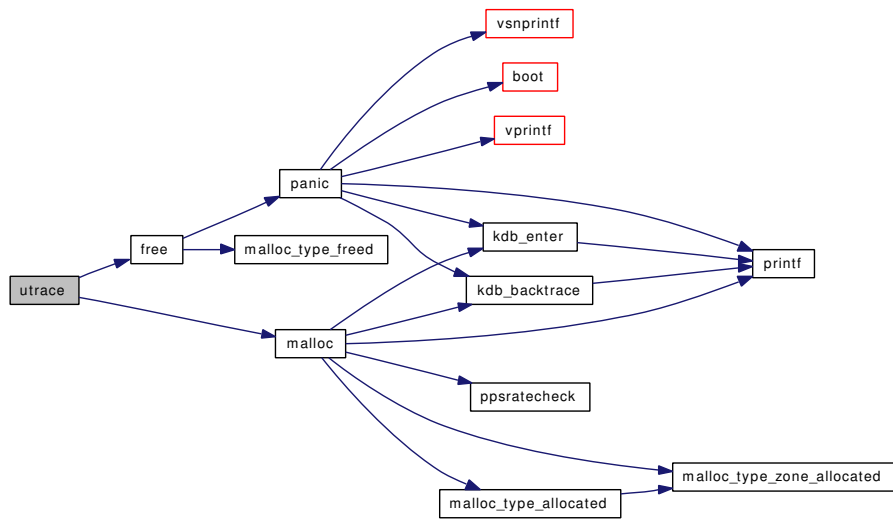 vsnprintf
boot
vprintf
panic
kdb_enter
free
malloc_type_freed
printf
utrace
kdb_backtrace
malloc
ppsratecheck
malloc_type_zone_allocated
malloc_type_allocated